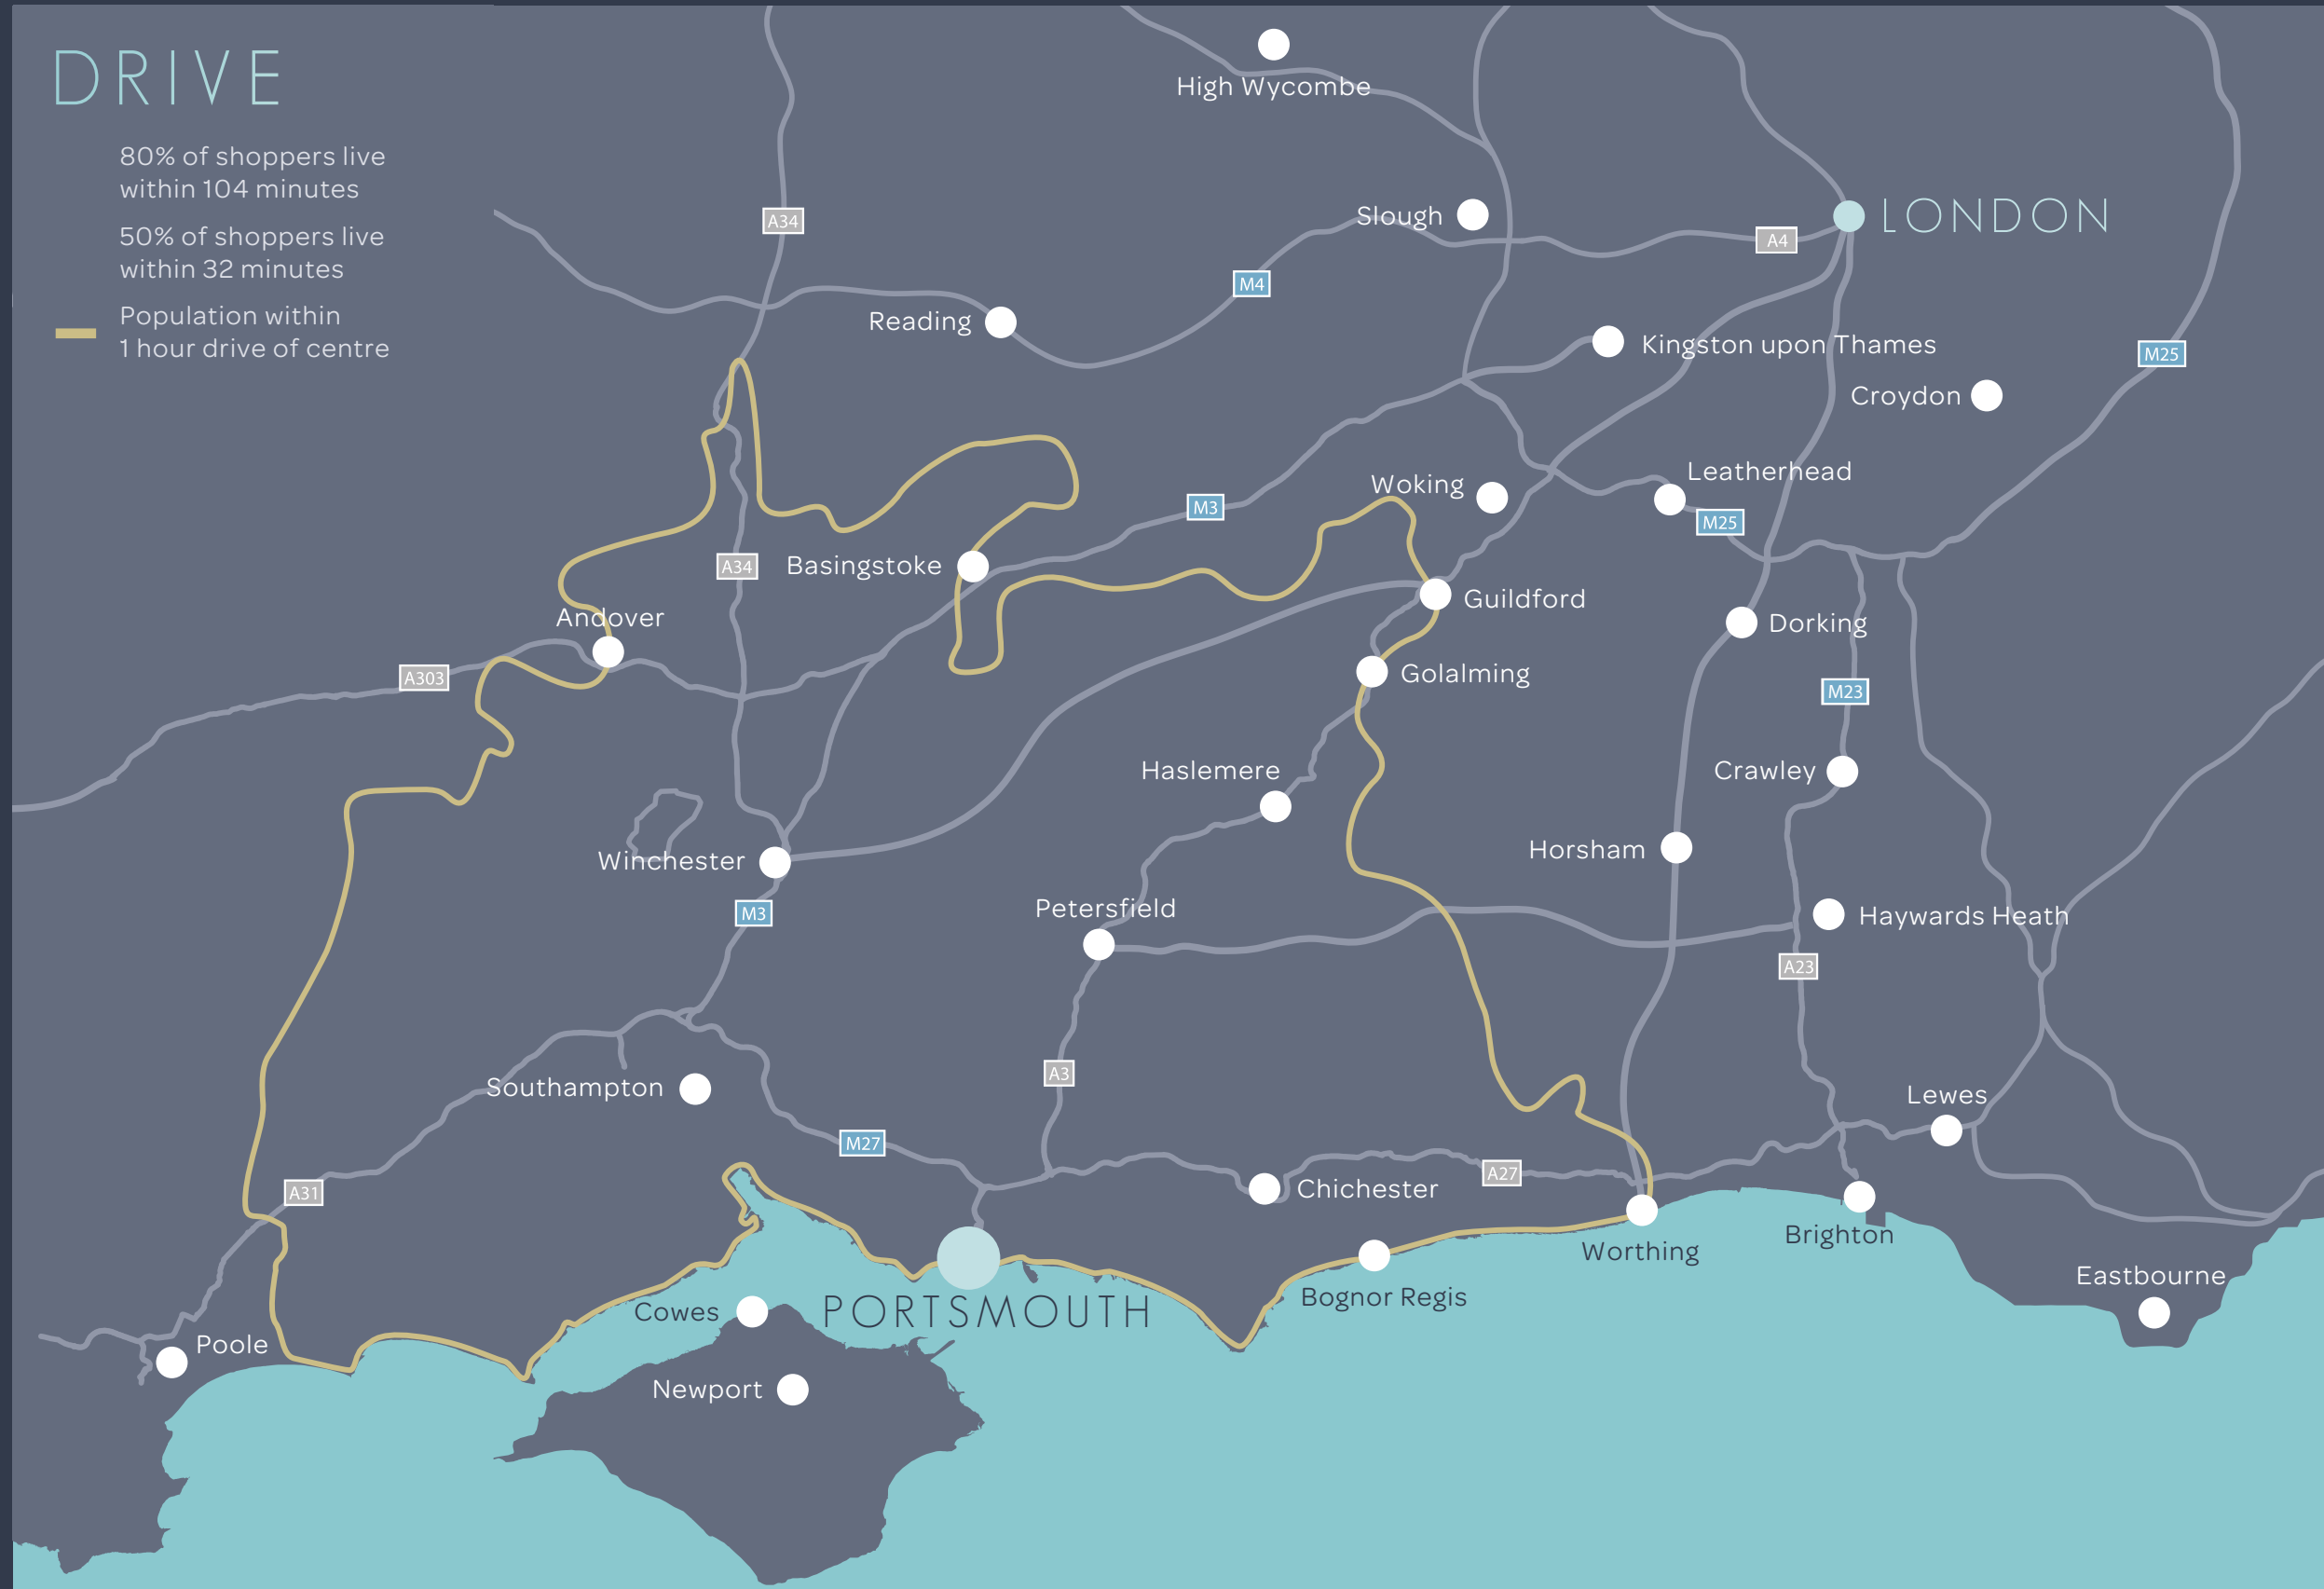 DRIVE
80% of shoppers live
within 104 minutes
50% of shoppers live
within 32 minutes
Population within
1 hour drive of centre
High Wycombe
Slough
LONDON
A34
A4
M4
Reading
Kingston upon Thames
M25
Croydon
Leatherhead
Woking
M3
M25
A34
Basingstoke
Guildford
Andover
Dorking
A303
Golalming
M23
Haslemere
Crawley
Winchester
Horsham
M3
Petersfield
Haywards Heath
A23
A3
Southampton
Lewes
M27
A31
Chichester
A27
Brighton
Worthing
Eastbourne
Bognor Regis
Cowes
PORTSMOUTH
Poole
Newport